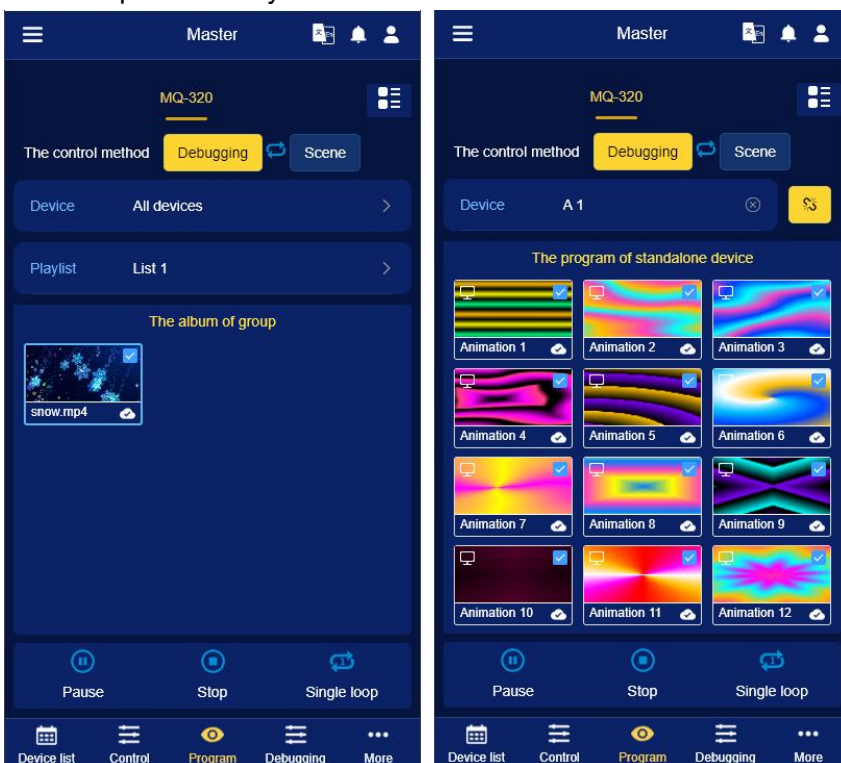 Master
MQ-320
The control method Debugging Scene
Device All devices
Playlist List 1
The album of group
snow.mp4
Pause Stop Single loop
Device list Control Program Debugging More
Master
MQ-320
The control method Debugging Scene
Device A 1
The program of standalone device
Animation 1 Animation 2 Animation 3
Animation 4 Animation 5 Animation 6
Animation 7 Animation 8 Animation 9
Animation 10 Animation 11 Animation 12
Pause Stop Single loop
Device list Control Program Debugging More